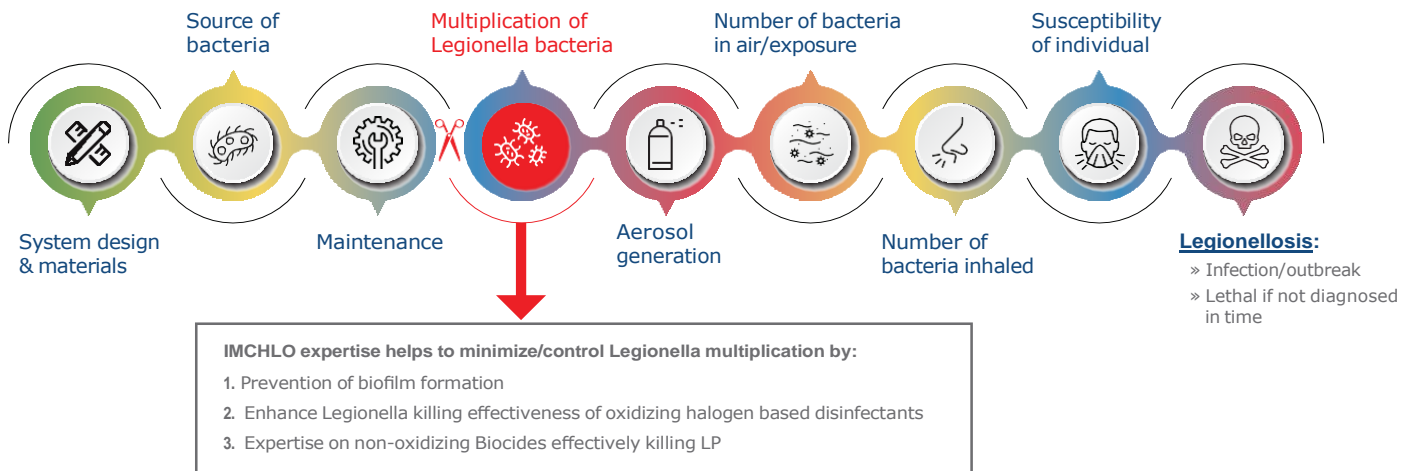 Source of
bacteria
Multiplication of
Legionella bacteria
Number of bacteria
in air/exposure
Susceptibility
of individual
System design
& materials
Maintenance
Aerosol
generation
Number of
bacteria inhaled
Legionellosis:
» Infection/outbreak
» Lethal if not diagnosed
in time
IMCHLO expertise helps to minimize/control Legionella multiplication by:
1. Prevention of biofilm formation
2. Enhance Legionella killing effectiveness of oxidizing halogen based disinfectants
3. Expertise on non-oxidizing Biocides effectively killing LP